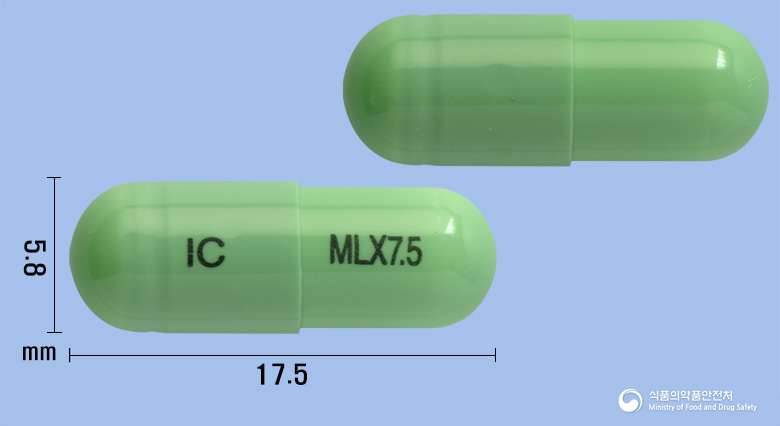 IC
MLX7.5
5.8
mm
17.5
식품의약품안전처
Ministry of Food and Drug Safety